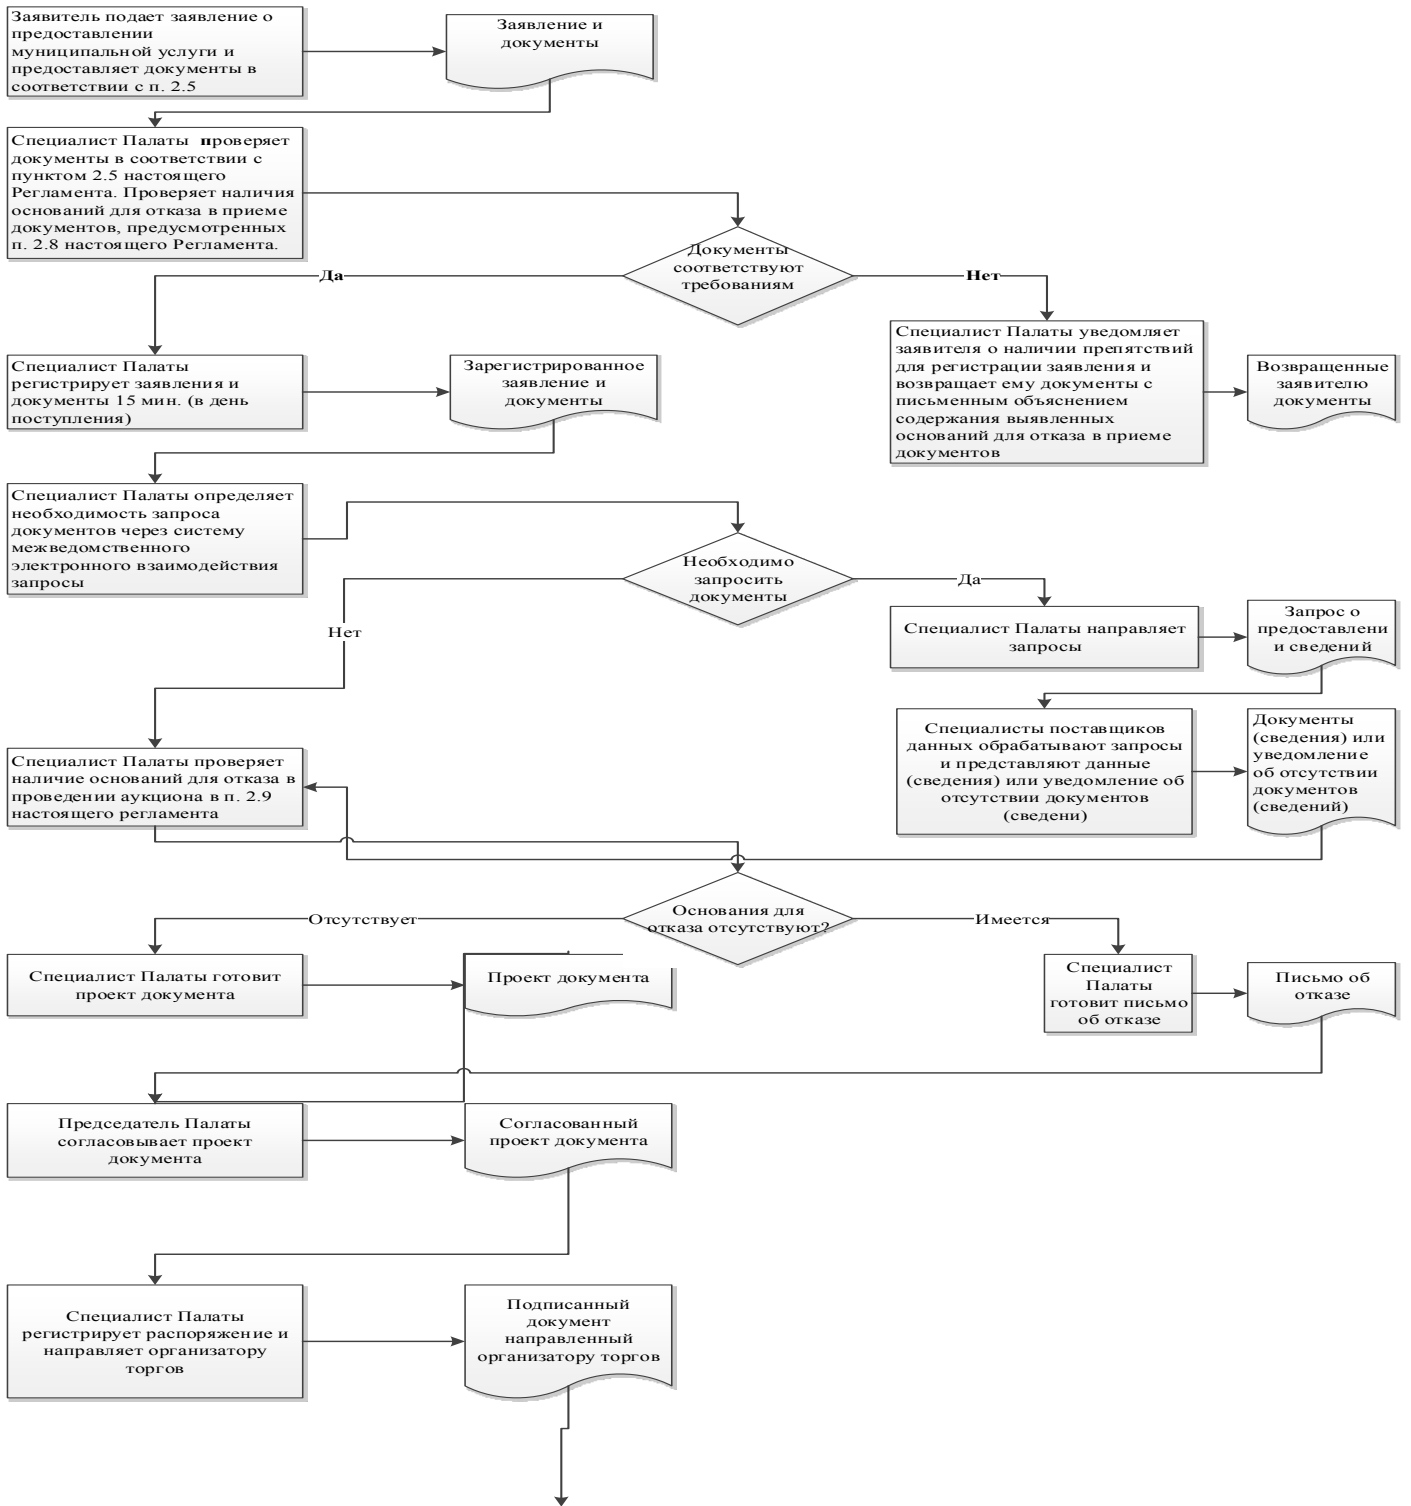 Заявитель подает заявление о
предоставлении
муниципальной услуги и
предоставляет документы в
соответствии с п. 2.5
Заявление и
документы
Специалист Палаты  проверяет
документы в соответствии с
пунктом 2.5 настоящего
Регламента. Проверяет наличия
оснований для отказа в приеме
документов, предусмотренных
п. 2.8 настоящего Регламента.
Документы
соответствуют
требованиям
Да
Нет
Специалист Палаты
регистрирует заявления и
документы 15 мин. (в день
поступления)
Зарегистрированное
заявление и
документы
Специалист Палаты уведомляет
заявителя о наличии препятствий
для регистрации заявления и
возвращает ему документы с
письменным объяснением
содержания выявленных
оснований для отказа в приеме
документов
Возвращенные
заявителю
документы
Специалист Палаты определяет
необходимость запроса
документов через систему
межведомственного
электронного взаимодействия
запросы
Необходимо
запросить
документы
Да
Нет
Специалист Палаты направляет
запросы
Запрос о
предоставлени
и сведений
Специалисты поставщиков
данных обрабатывают запросы
и представляют данные
(сведения) или уведомление об
отсутствии документов
(сведени)
Документы
(сведения) или
уведомление
об отсутствии
документов
(сведений)
Специалист Палаты проверяет
наличие оснований для отказа в
проведении аукциона в п. 2.9
настоящего регламента
Основания для
отказа отсутствуют?
Отсутствует
Имеется
Специалист Палаты готовит
проект документа
Проект документа
Специалист
Палаты
готовит письмо
об отказе
Письмо об
отказе
Председатель Палаты
согласовывает проект
документа
Согласованный
проект документа
Специалист Палаты
регистрирует распоряжение и
направляет организатору
торгов
Подписанный
документ
направленный
организатору торгов